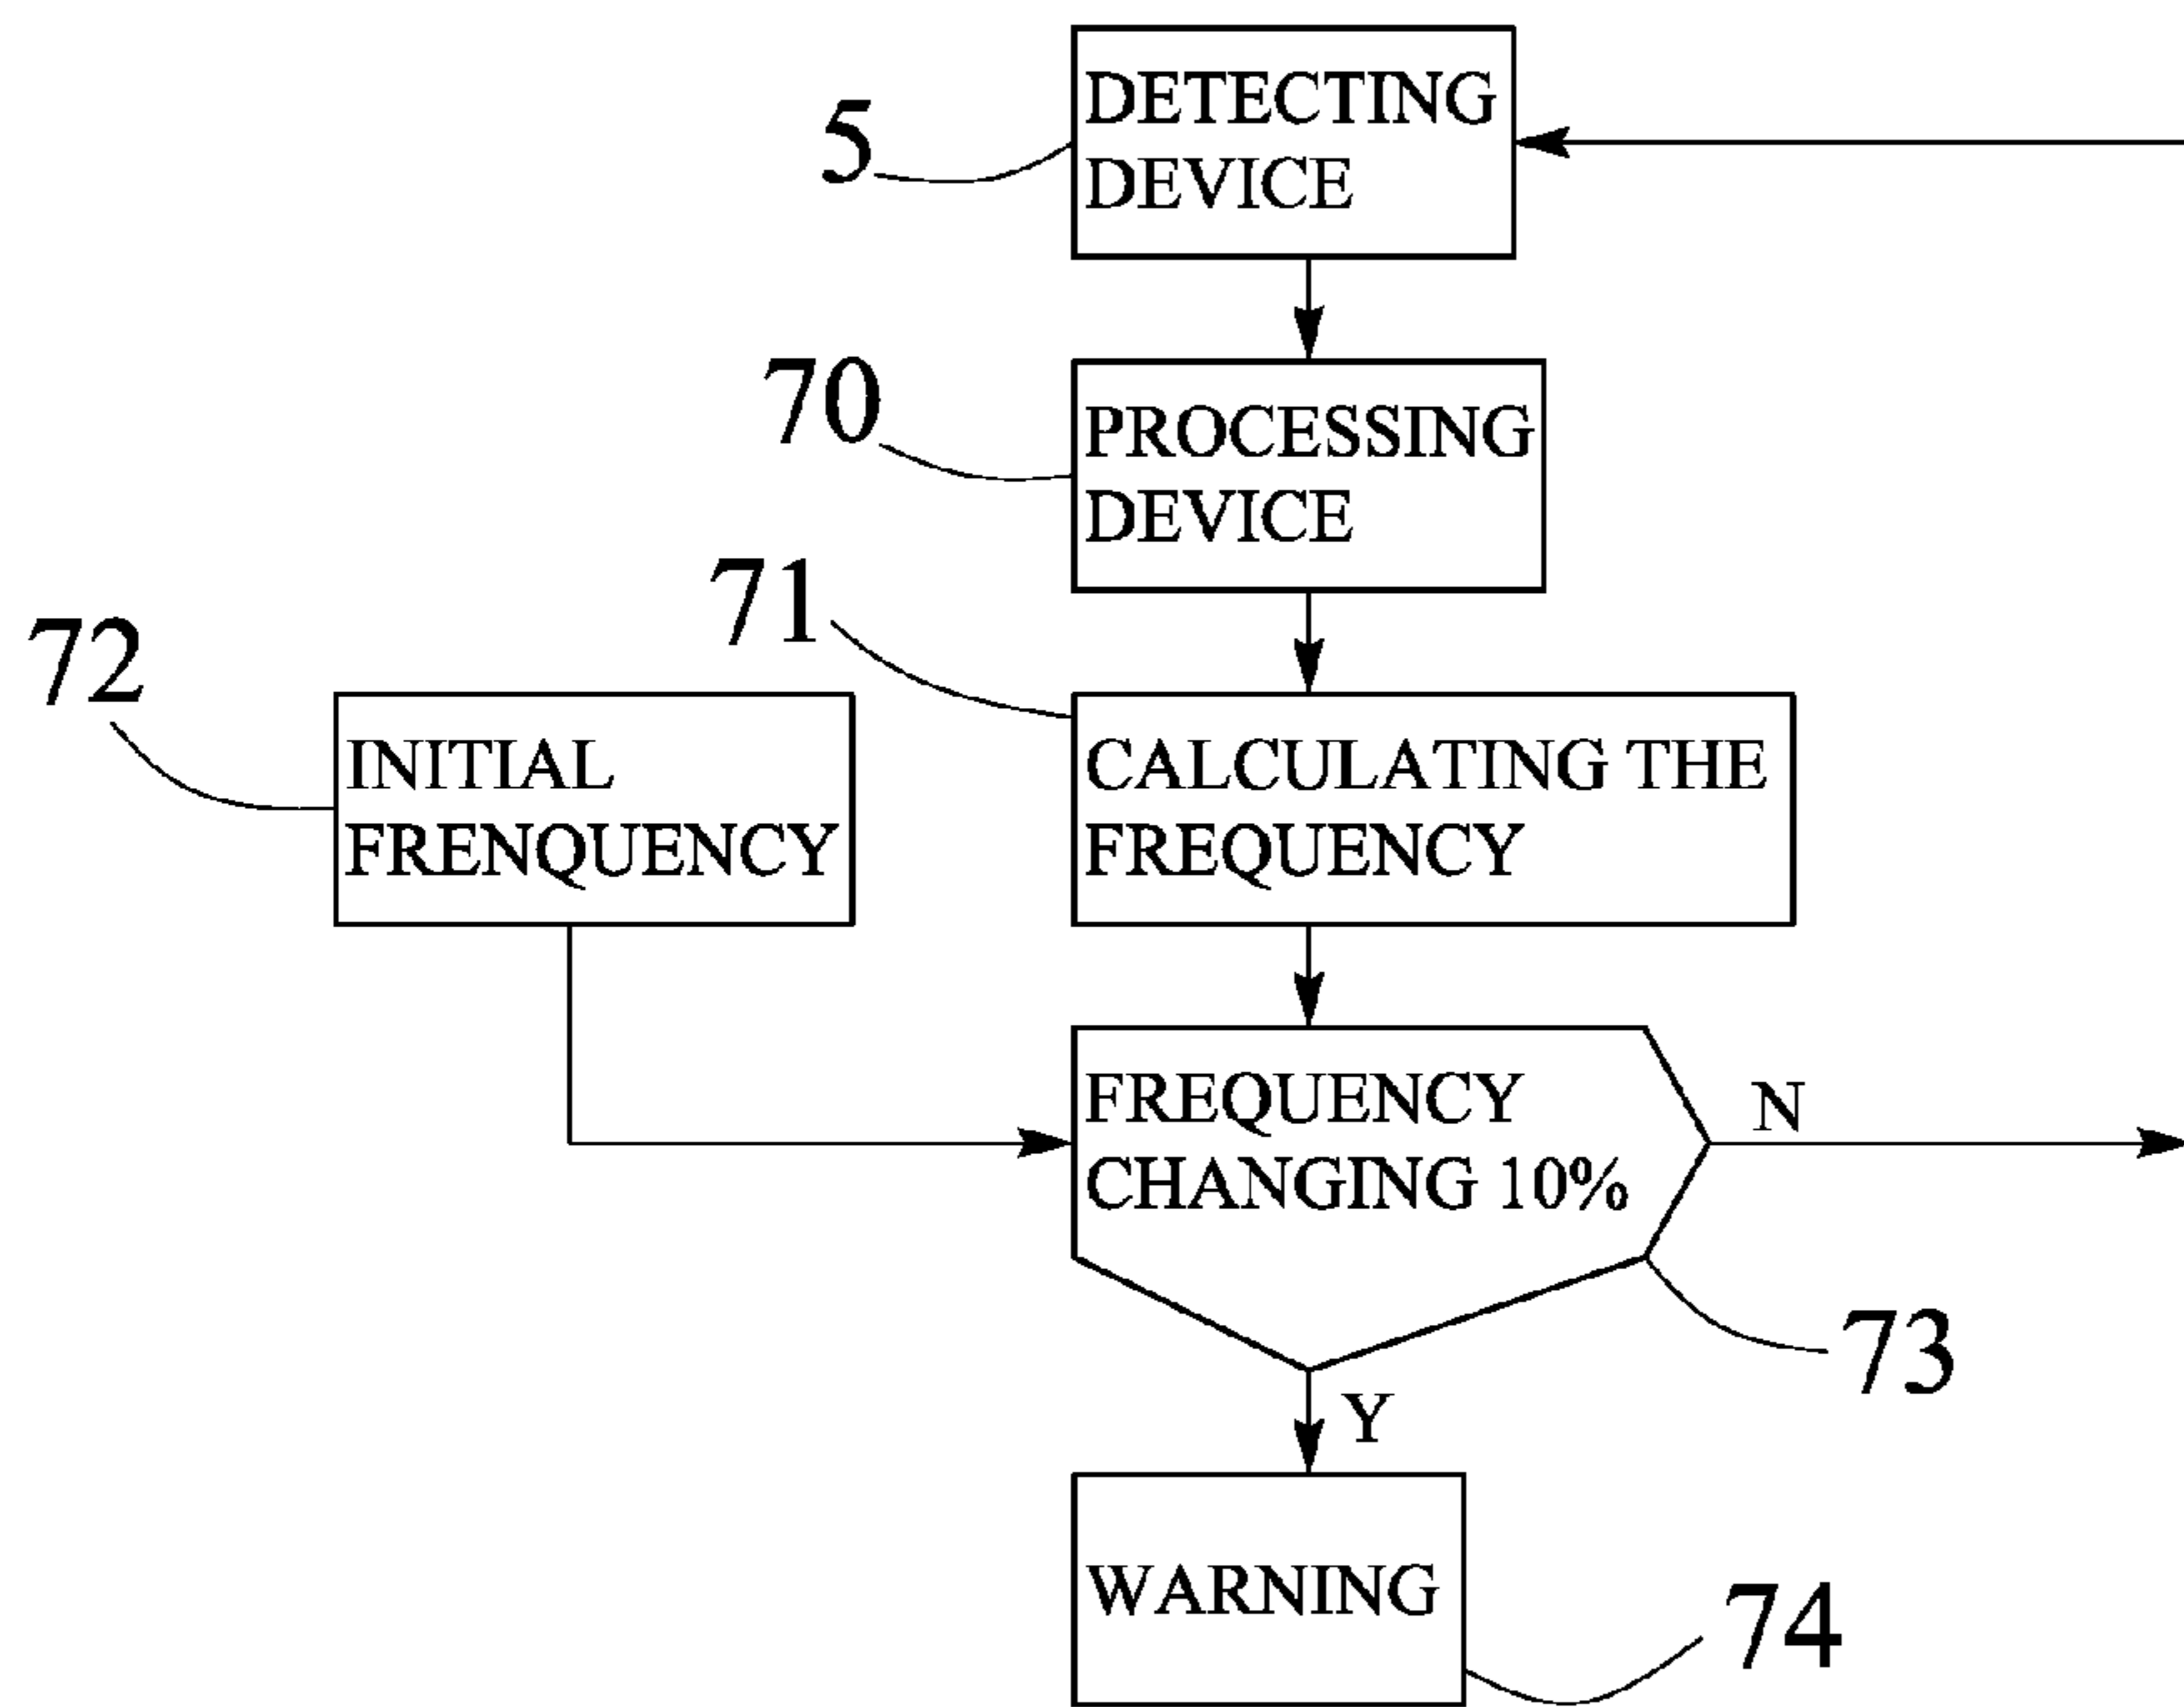 DETECTING
DEVICE
5
PROCESSING
DEVICE
70
71
72
INITIAL
FRENQUENCY
CALCULATING THE
FREQUENCY
FREQUENCY
CHANGING 10%
N
73
Y
WARNING
74